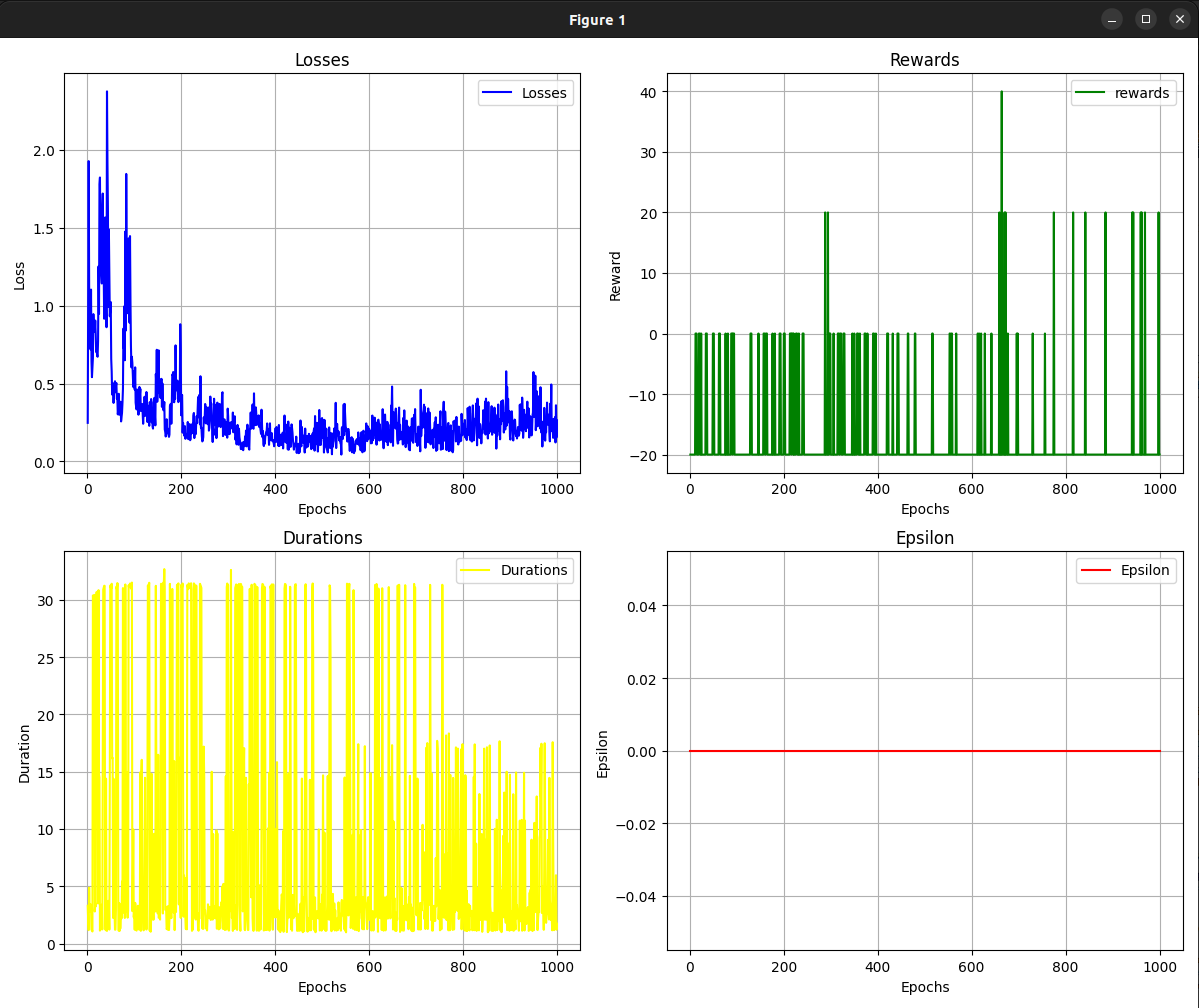 Figure 1
Losses
Losses
2.0
1.5
1.0
0.5
0.0
Loss
0 200 400 600 800 1000
Epochs
Rewards
rewards
40
30
20
10
0
−10
−20
Reward
0 200 400 600 800 1000
Epochs
Durations
Durations
30
25
20
15
10
5
0
Duration
0 200 400 600 800 1000
Epochs
Epsilon
Epsilon
0.04
0.02
0.00
−0.02
−0.04
Epsilon
0 200 400 600 800 1000
Epochs